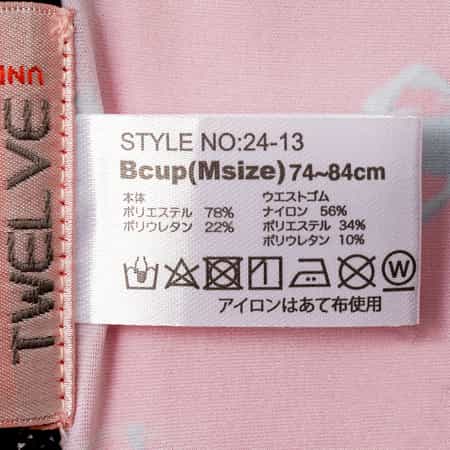 UNI
TWELVE
STYLE NO:24-13
Bcup(Msize) 74~84cm
本体
ポリエステル 78%
ポリウレタン 22%
ウエストゴム
ナイロン 56%
ポリエステル 34%
ポリウレタン 10%
W
アイロンはあて布使用